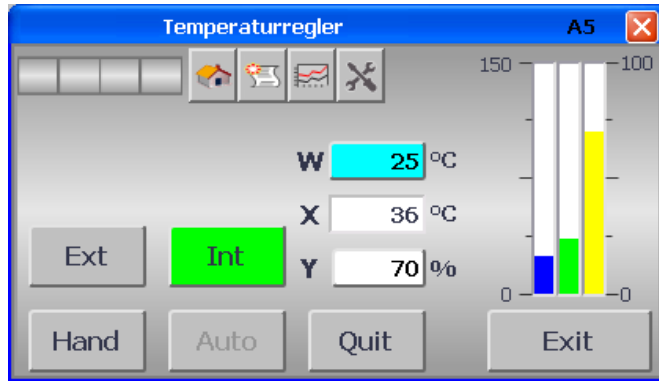 Temperaturregler A5
150 100
W 25 °C
X 36 °C
Ext Int Y 70 %
0 0
Hand Auto Quit Exit